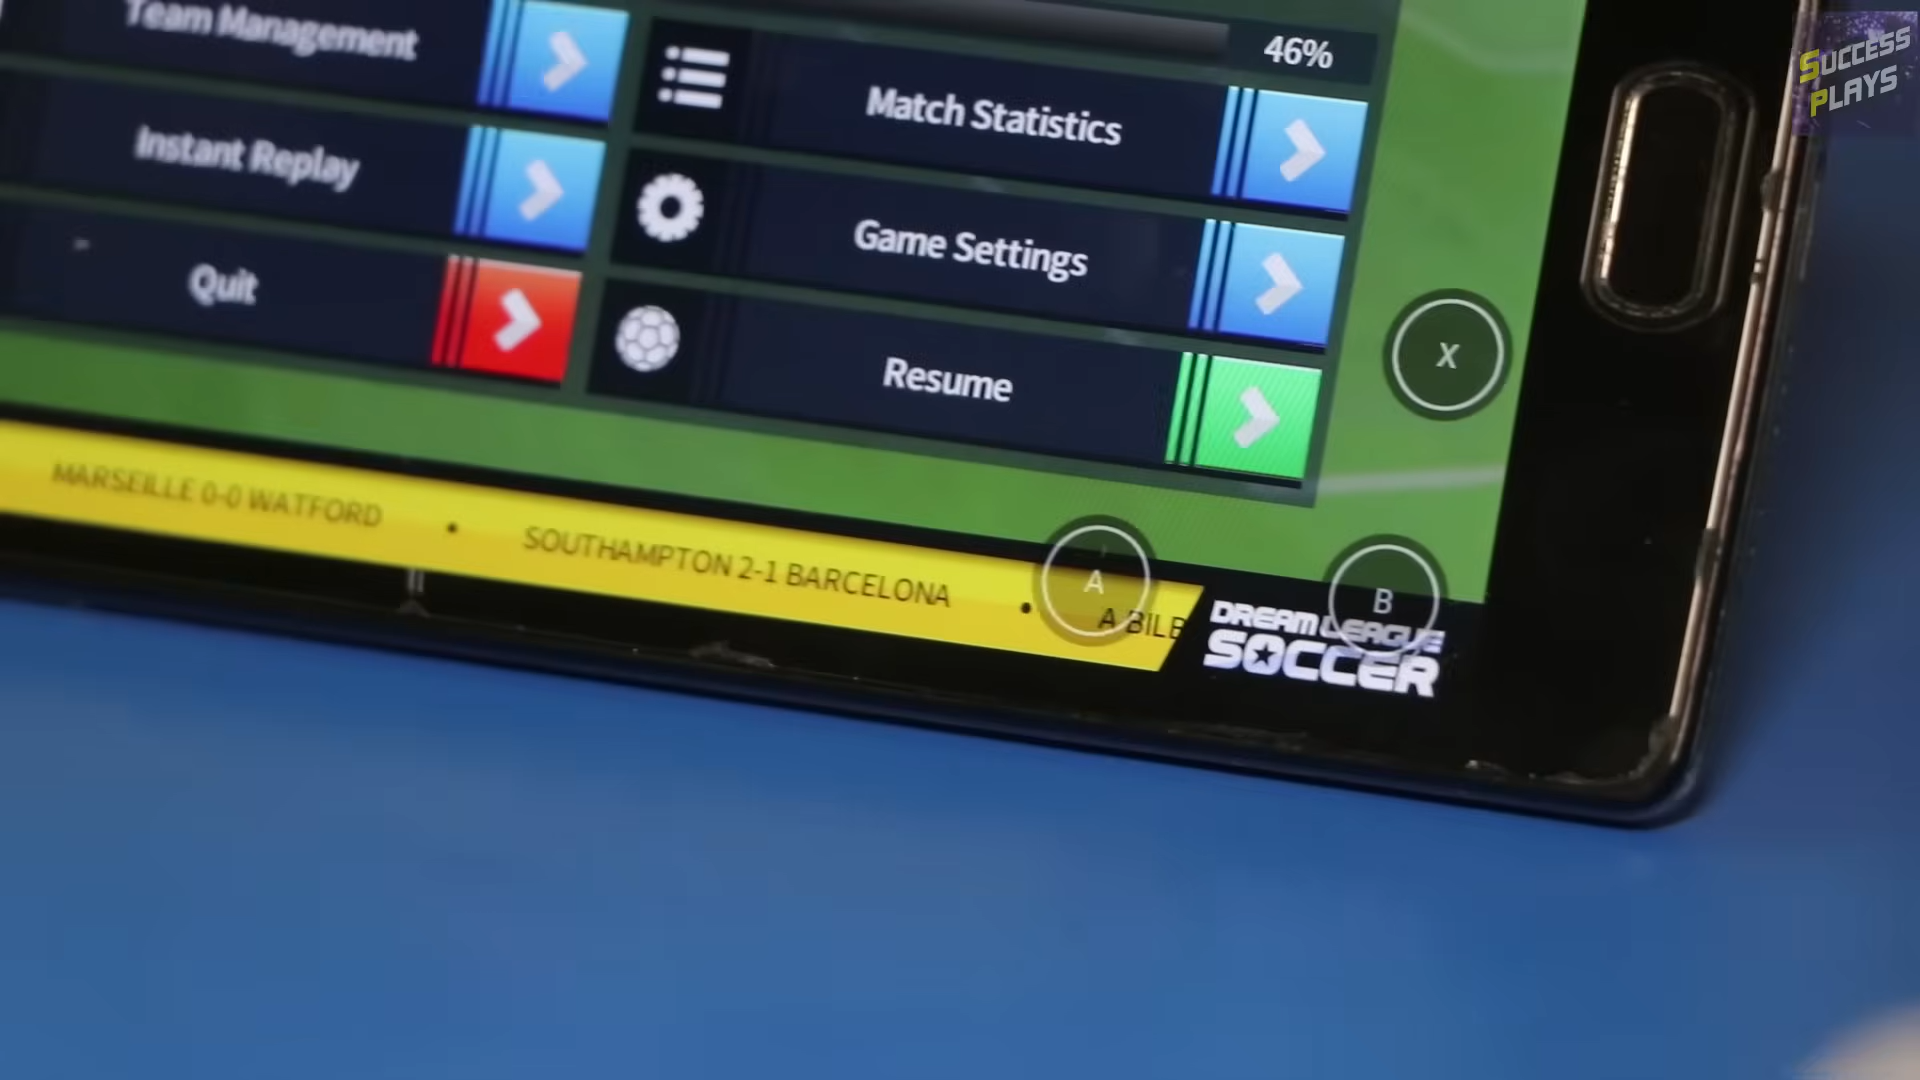 Team Management
46%
Match Statistics
Instant Replay
Game Settings
Quit
Resume
X
MARSEILLE 0-0 WATFORD • SOUTHAMPTON 2-1 BARCELONA • A BILB
A
B
DREAM LEAGUE
SOCCER
SUCCESS
PLAYS